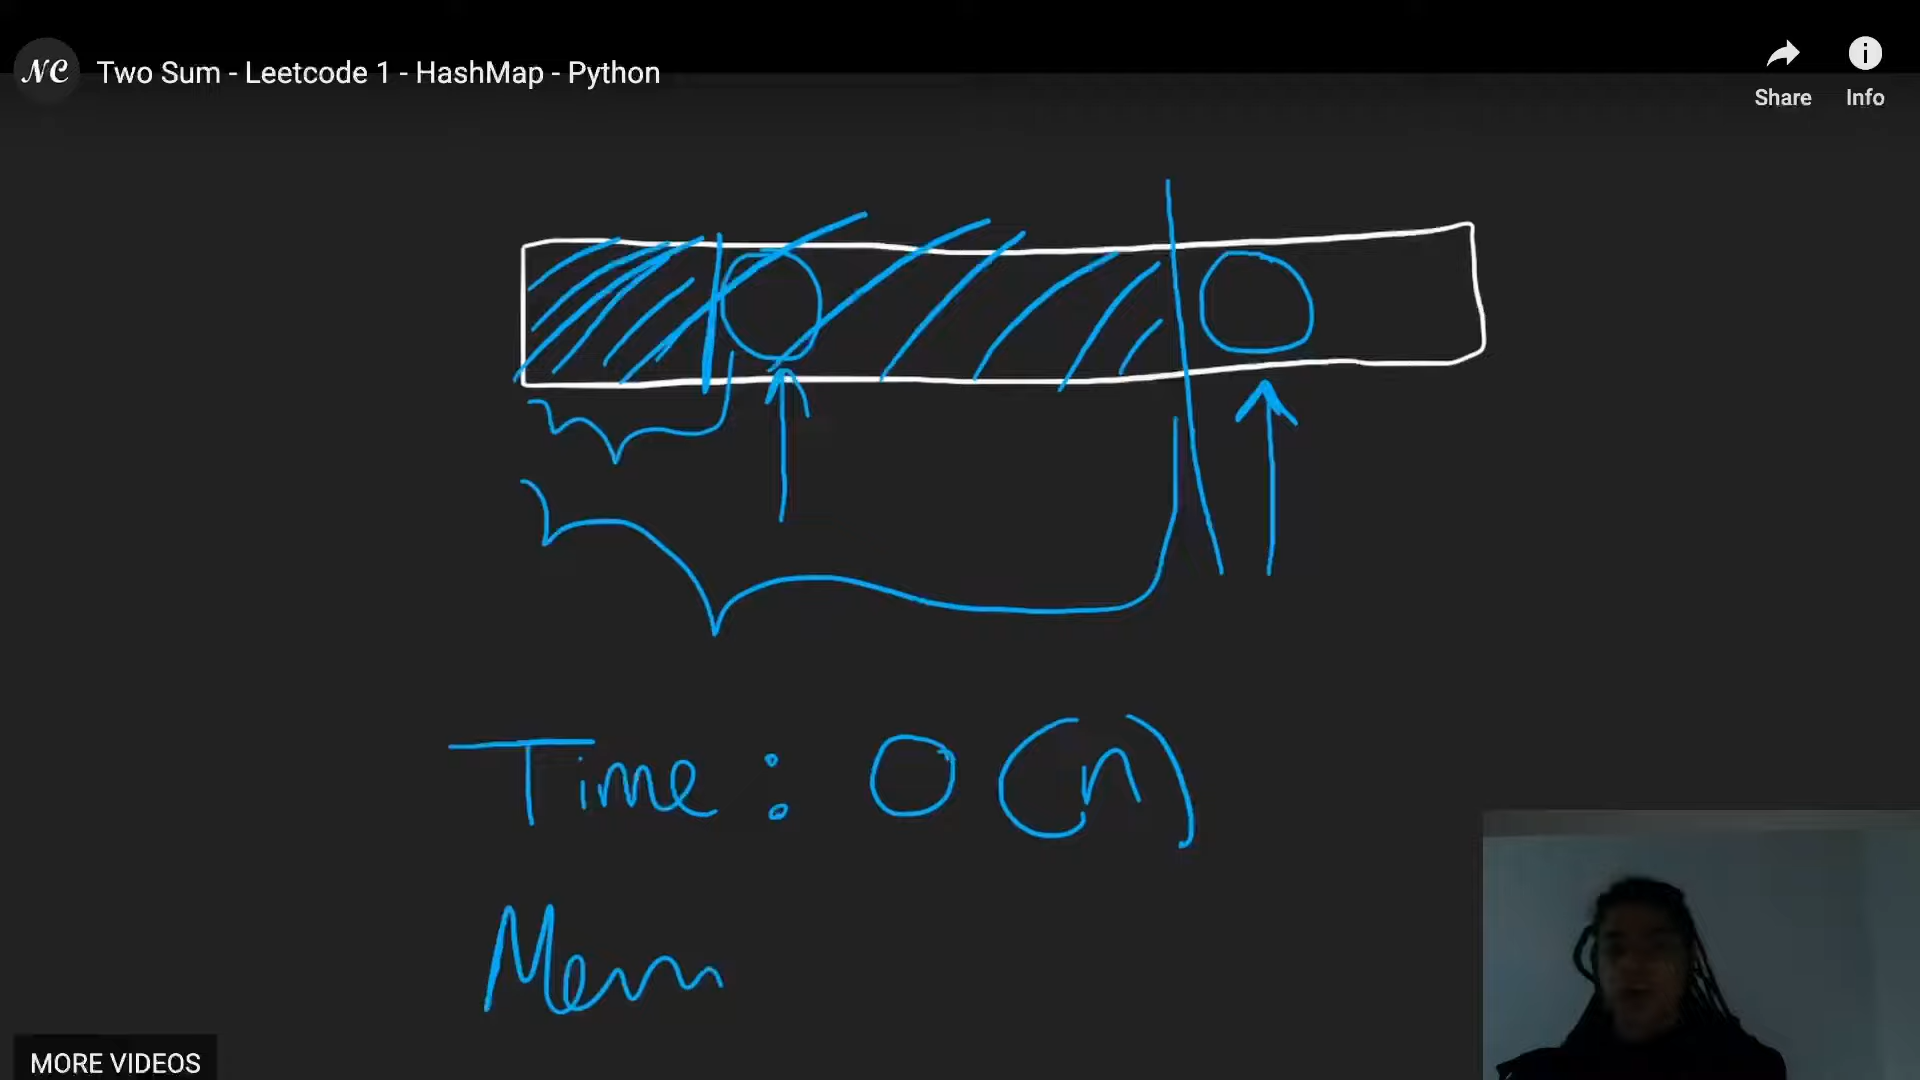 NC
Two Sum - Leetcode 1 - HashMap - Python
Share
Info
Time: O(n)
Mem
MORE VIDEOS